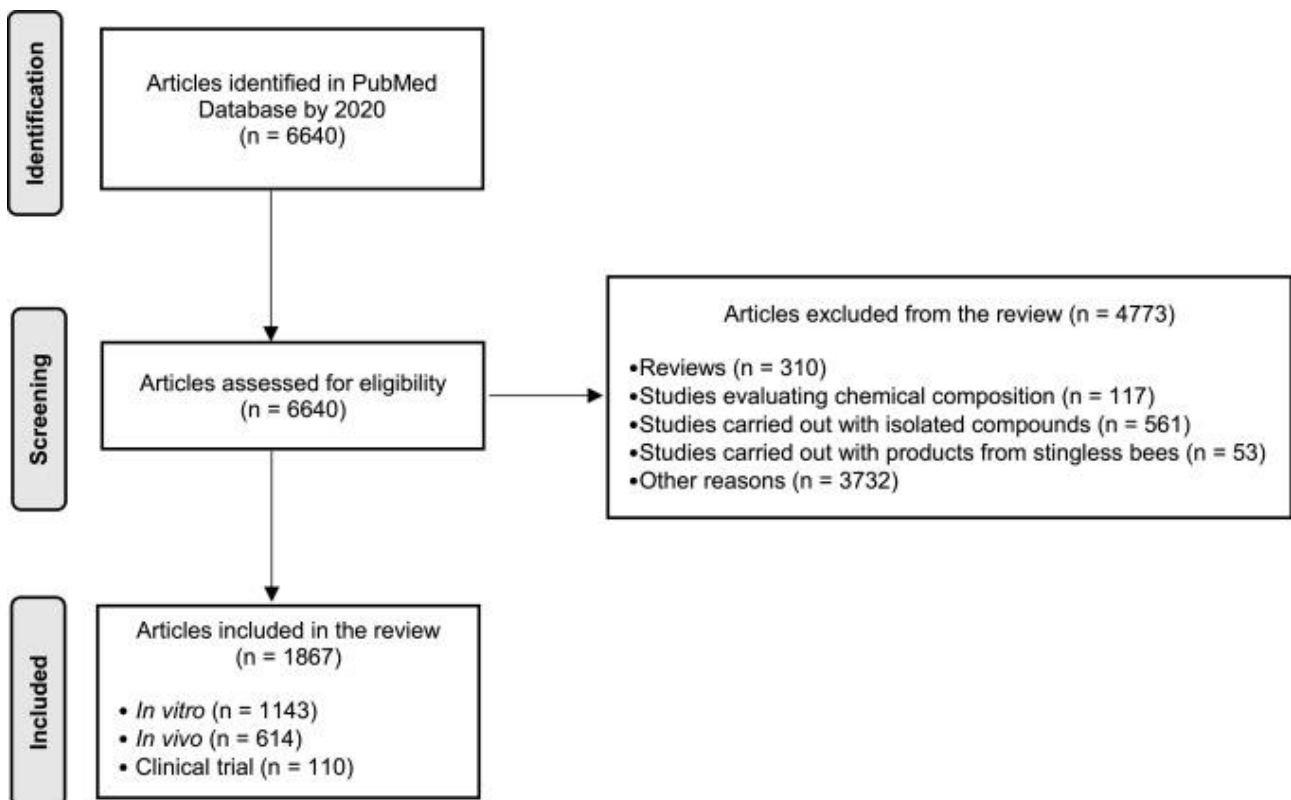 Identification
Articles identified in PubMed
Database by 2020
(n = 6640)
Screening
Articles assessed for eligibility
(n = 6640)
Articles excluded from the review (n = 4773)
•Reviews (n = 310)
•Studies evaluating chemical composition (n = 117)
•Studies carried out with isolated compounds (n = 561)
•Studies carried out with products from stingless bees (n = 53)
•Other reasons (n = 3732)
Included
Articles included in the review
(n = 1867)
• In vitro (n = 1143)
• In vivo (n = 614)
• Clinical trial (n = 110)